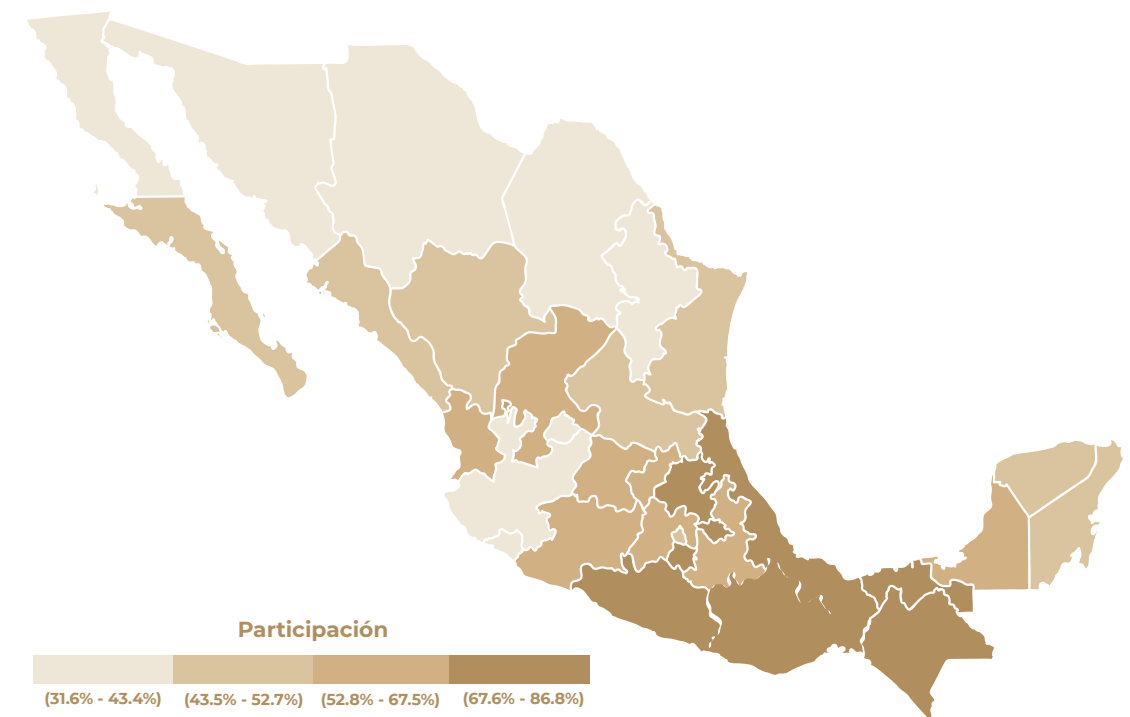 Participación
(31.6% - 43.4%) (43.5% - 52.7%) (52.8% - 67.5%) (67.6% - 86.8%)